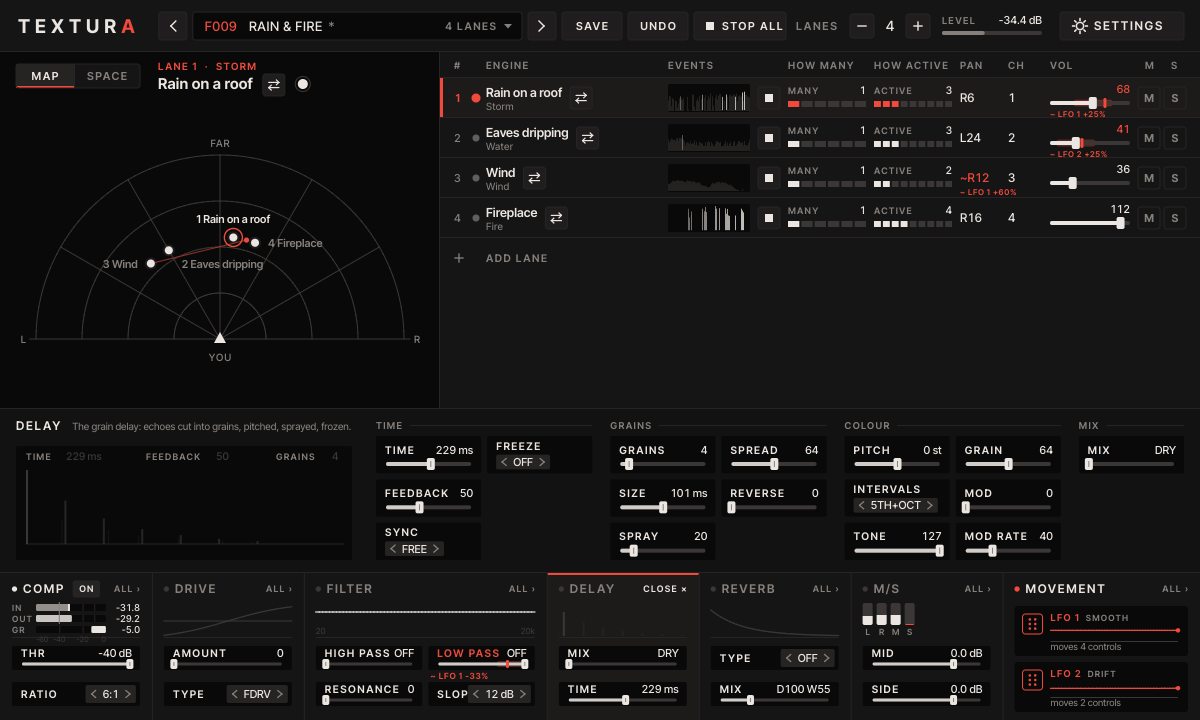 TEXTURA
F009 RAIN & FIRE * 4 LANES
SAVE UNDO STOP ALL LANES 4 LEVEL -34.4 dB SETTINGS
MAP SPACE
LANE 1 · STORM
Rain on a roof
FAR
1 Rain on a roof
4 Fireplace
3 Wind
2 Eaves dripping
L
R
YOU
# ENGINE EVENTS HOW MANY HOW ACTIVE PAN CH VOL M S
1 Rain on a roof MANY 1 ACTIVE 3 R6 1 68 M S
Storm
~ LFO 1 +25%
2 Eaves dripping MANY 1 ACTIVE 3 L24 2 41 M S
Water
~ LFO 2 +25%
3 Wind MANY 1 ACTIVE 2 ~R12 3 36 M S
Wind
~ LFO 1 +60%
4 Fireplace MANY 1 ACTIVE 4 R16 4 112 M S
Fire
+ ADD LANE
DELAY The grain delay: echoes cut into grains, pitched, sprayed, frozen.
TIME 229 ms FEEDBACK 50 GRAINS 4
TIME
TIME 229 ms
FREEZE
OFF
FEEDBACK 50
SYNC
FREE
GRAINS
GRAINS 4
SPREAD 64
SIZE 101 ms
REVERSE 0
SPRAY 20
COLOUR
PITCH 0 st
GRAIN 64
INTERVALS
5TH+OCT
MOD 0
TONE 127
MOD RATE 40
MIX
MIX DRY
COMP ON ALL ›
IN -31.8
OUT -29.2
GR -5.0
-60 -40 -20 0
THR -40 dB
RATIO 6:1
DRIVE ALL ›
AMOUNT 0
TYPE FDRV
FILTER ALL ›
20 20k
HIGH PASS OFF
LOW PASS OFF
~ LFO 1 -33%
RESONANCE 0
SLOP 12 dB
DELAY CLOSE ×
MIX DRY
TIME 229 ms
REVERB ALL ›
TYPE OFF
MIX D100 W55
M/S ALL ›
L R M S
MID 0.0 dB
SIDE 0.0 dB
MOVEMENT ALL ›
LFO 1 SMOOTH
moves 4 controls
LFO 2 DRIFT
moves 2 controls